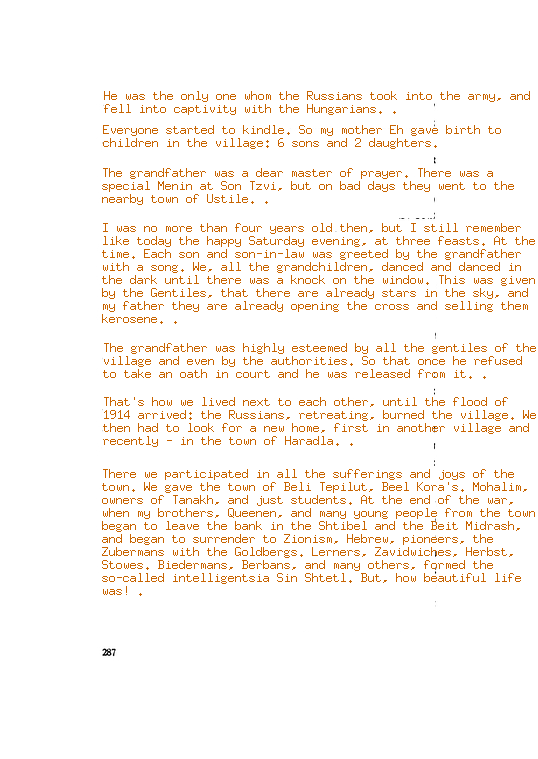 He was the only one whom the Russians took into the army, and
fell into captivity with the Hungarians. .
Everyone started to kindle. So my mother Eh gave birth to
children in the village: 6 sons and 2 daughters.
The grandfather was a dear master of prayer. There was a
special Menin at Son Tzvi, but on bad days they went to the
nearby town of Ustile. .
I was no more than four years old then, but I still remember
like today the happy Saturday evening, at three feasts. At the
time. Each son and son-in-law was greeted by the grandfather
with a song. We, all the grandchildren, danced and danced in
the dark until there was a knock on the window. This was given
by the Gentiles, that there are already stars in the sky, and
my father they are already opening the cross and selling them
kerosene. .
The grandfather was highly esteemed by all the gentiles of the
village and even by the authorities. So that once he refused
to take an oath in court and he was released from it. .
That's how we lived next to each other, until the flood of
1914 arrived: the Russians, retreating, burned the village. We
then had to look for a new home, first in another village and
recently - in the town of Haradla. .
There we participated in all the sufferings and joys of the
town. We gave the town of Beli Tepilut, Beel Kora's. Mohalim,
owners of Tanakh, and just students. At the end of the war,
when my brothers, Queenen, and many young people from the town
began to leave the bank in the Shtibel and the Beit Midrash,
and began to surrender to Zionism, Hebrew, pioneers, the
Zubermans with the Goldbergs. Lerners, Zavidwiches, Herbst,
Stowes. Biedermans, Berbans, and many others, formed the
so-called intelligentsia Sin Shtetl. But, how beautiful life
was! .
287